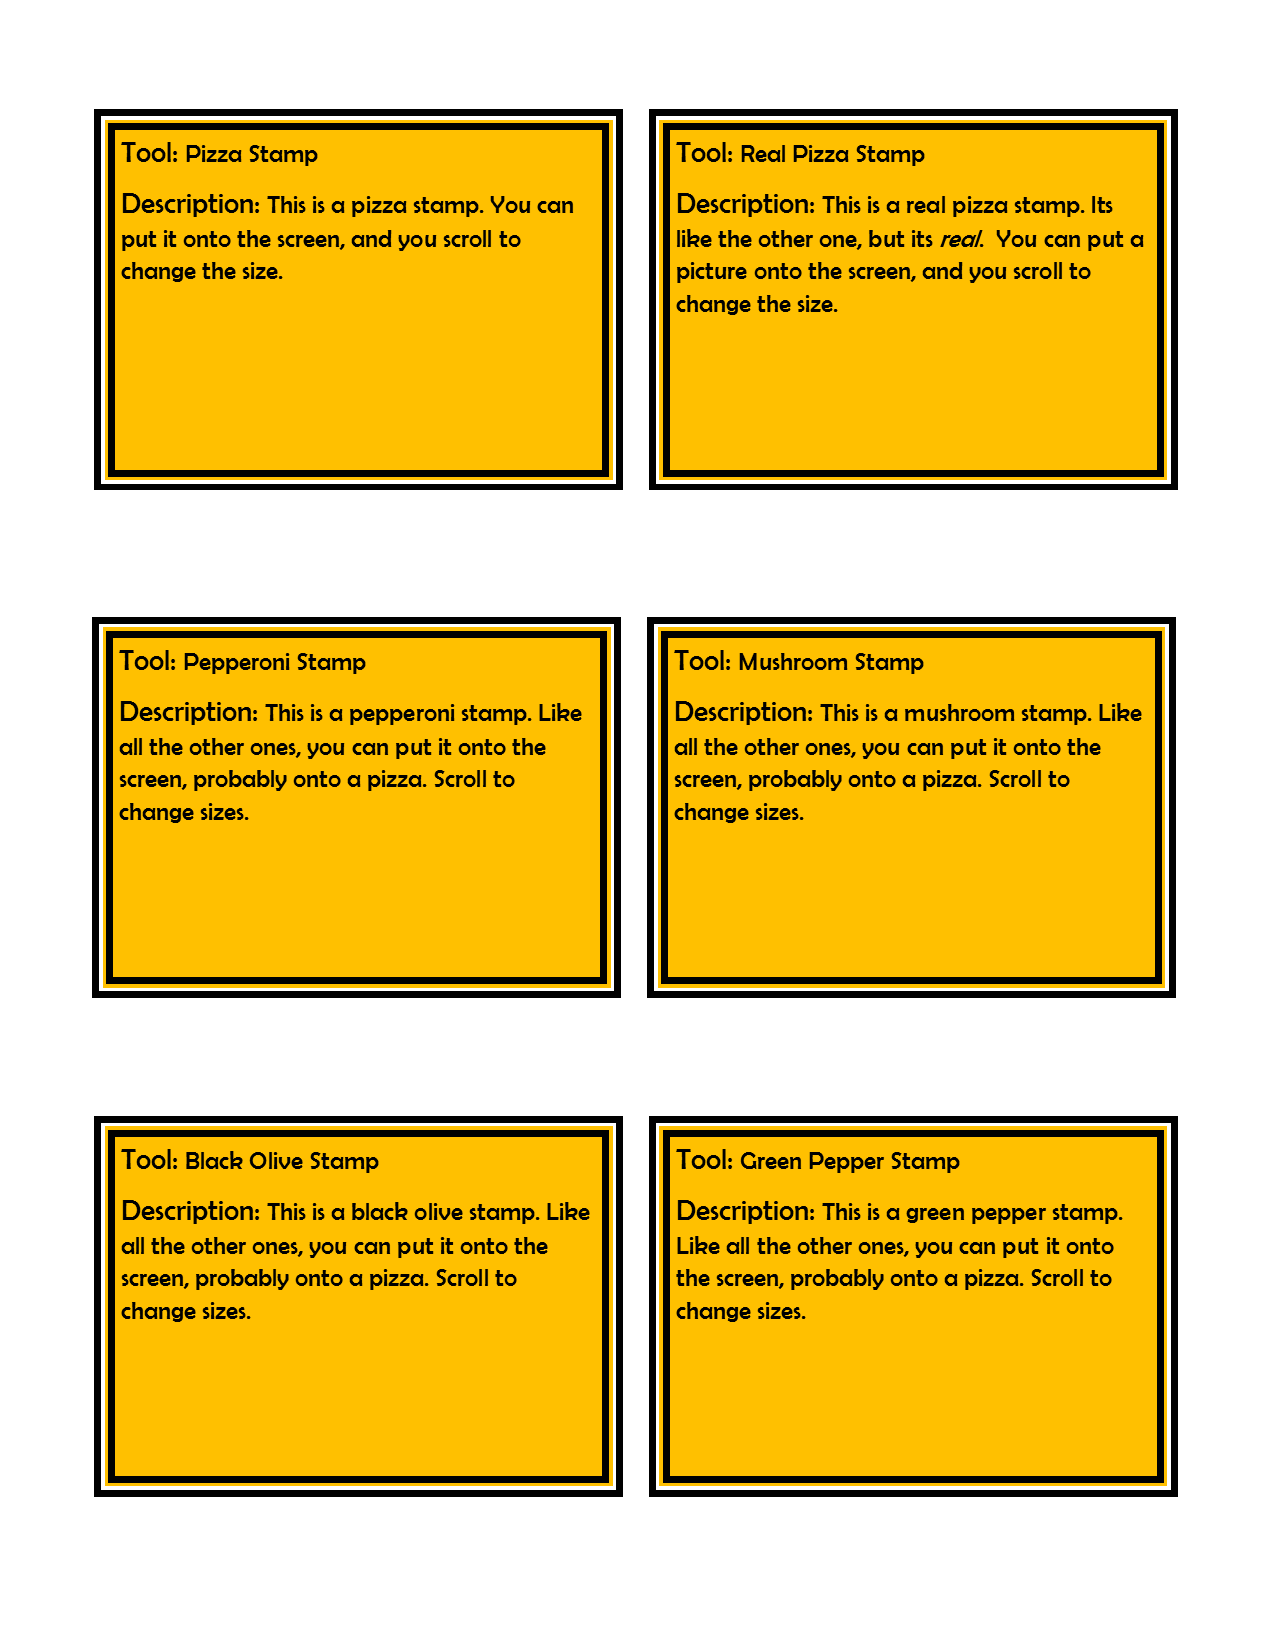 Tool: Pizza Stamp
Description: This is a pizza stamp. You can
put it onto the screen, and you scroll to
change the size.
Tool: Real Pizza Stamp
Description: This is a real pizza stamp. Its
like the other one, but its real.  You can put a
picture onto the screen, and you scroll to
change the size.
Tool: Pepperoni Stamp
Description: This is a pepperoni stamp. Like
all the other ones, you can put it onto the
screen, probably onto a pizza. Scroll to
change sizes.
Tool: Mushroom Stamp
Description: This is a mushroom stamp. Like
all the other ones, you can put it onto the
screen, probably onto a pizza. Scroll to
change sizes.
Tool: Black Olive Stamp
Description: This is a black olive stamp. Like
all the other ones, you can put it onto the
screen, probably onto a pizza. Scroll to
change sizes.
Tool: Green Pepper Stamp
Description: This is a green pepper stamp.
Like all the other ones, you can put it onto
the screen, probably onto a pizza. Scroll to
change sizes.